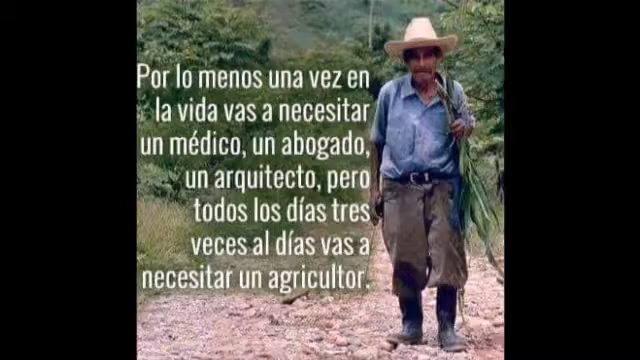 Por lo menos una vez en
la vida vas a necesitar
un médico, un abogado,
un arquitecto, pero
todos los días tres
veces al días vas a
necesitar un agricultor.